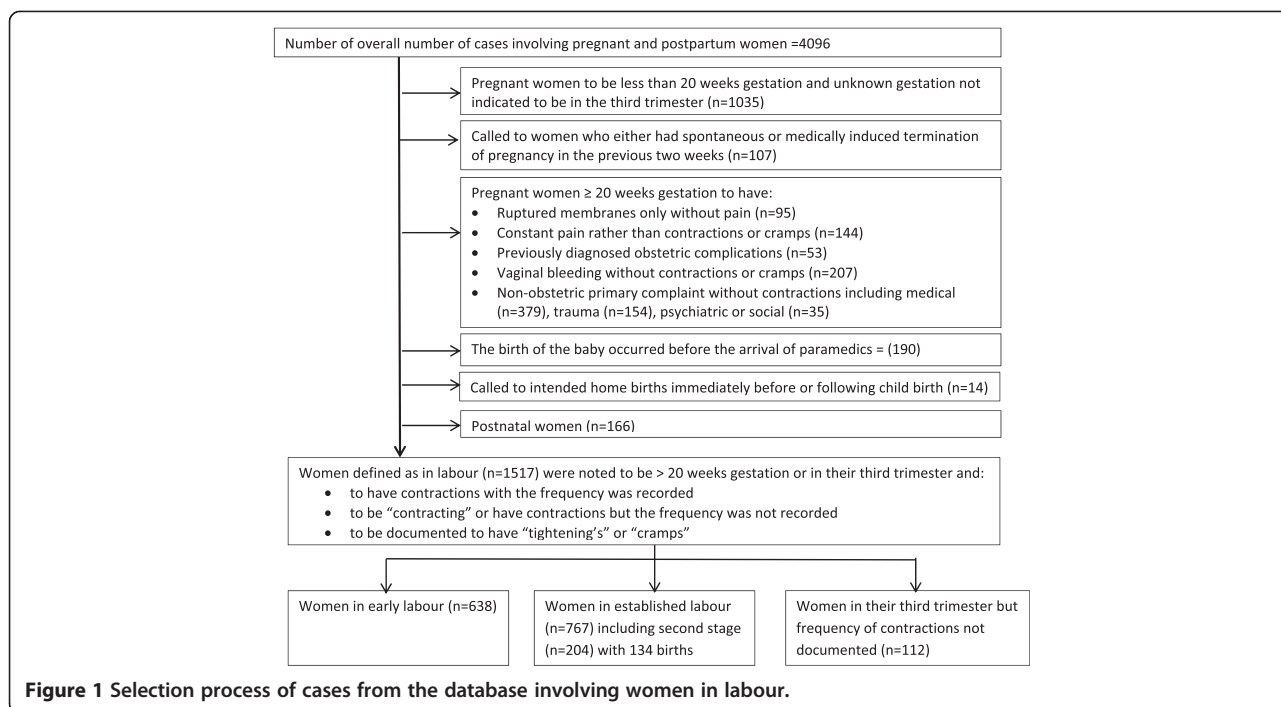 Number of overall number of cases involving pregnant and postpartum women =4096
Pregnant women to be less than 20 weeks gestation and unknown gestation not
indicated to be in the third trimester (n=1035)
Called to women who either had spontaneous or medically induced termination
of pregnancy in the previous two weeks (n=107)
Pregnant women ≥ 20 weeks gestation to have:
• Ruptured membranes only without pain (n=95)
• Constant pain rather than contractions or cramps (n=144)
• Previously diagnosed obstetric complications (n=53)
• Vaginal bleeding without contractions or cramps (n=207)
• Non-obstetric primary complaint without contractions including medical
(n=379), trauma (n=154), psychiatric or social (n=35)
The birth of the baby occurred before the arrival of paramedics = (190)
Called to intended home births immediately before or following child birth (n=14)
Postnatal women (n=166)
Women defined as in labour (n=1517) were noted to be > 20 weeks gestation or in their third trimester and:
• to have contractions with the frequency was recorded
• to be "contracting" or have contractions but the frequency was not recorded
• to be documented to have "tightening's" or "cramps"
Women in early labour (n=638)
Women in established labour
(n=767) including second stage
(n=204) with 134 births
Women in their third trimester but
frequency of contractions not
documented (n=112)
Figure 1 Selection process of cases from the database involving women in labour.